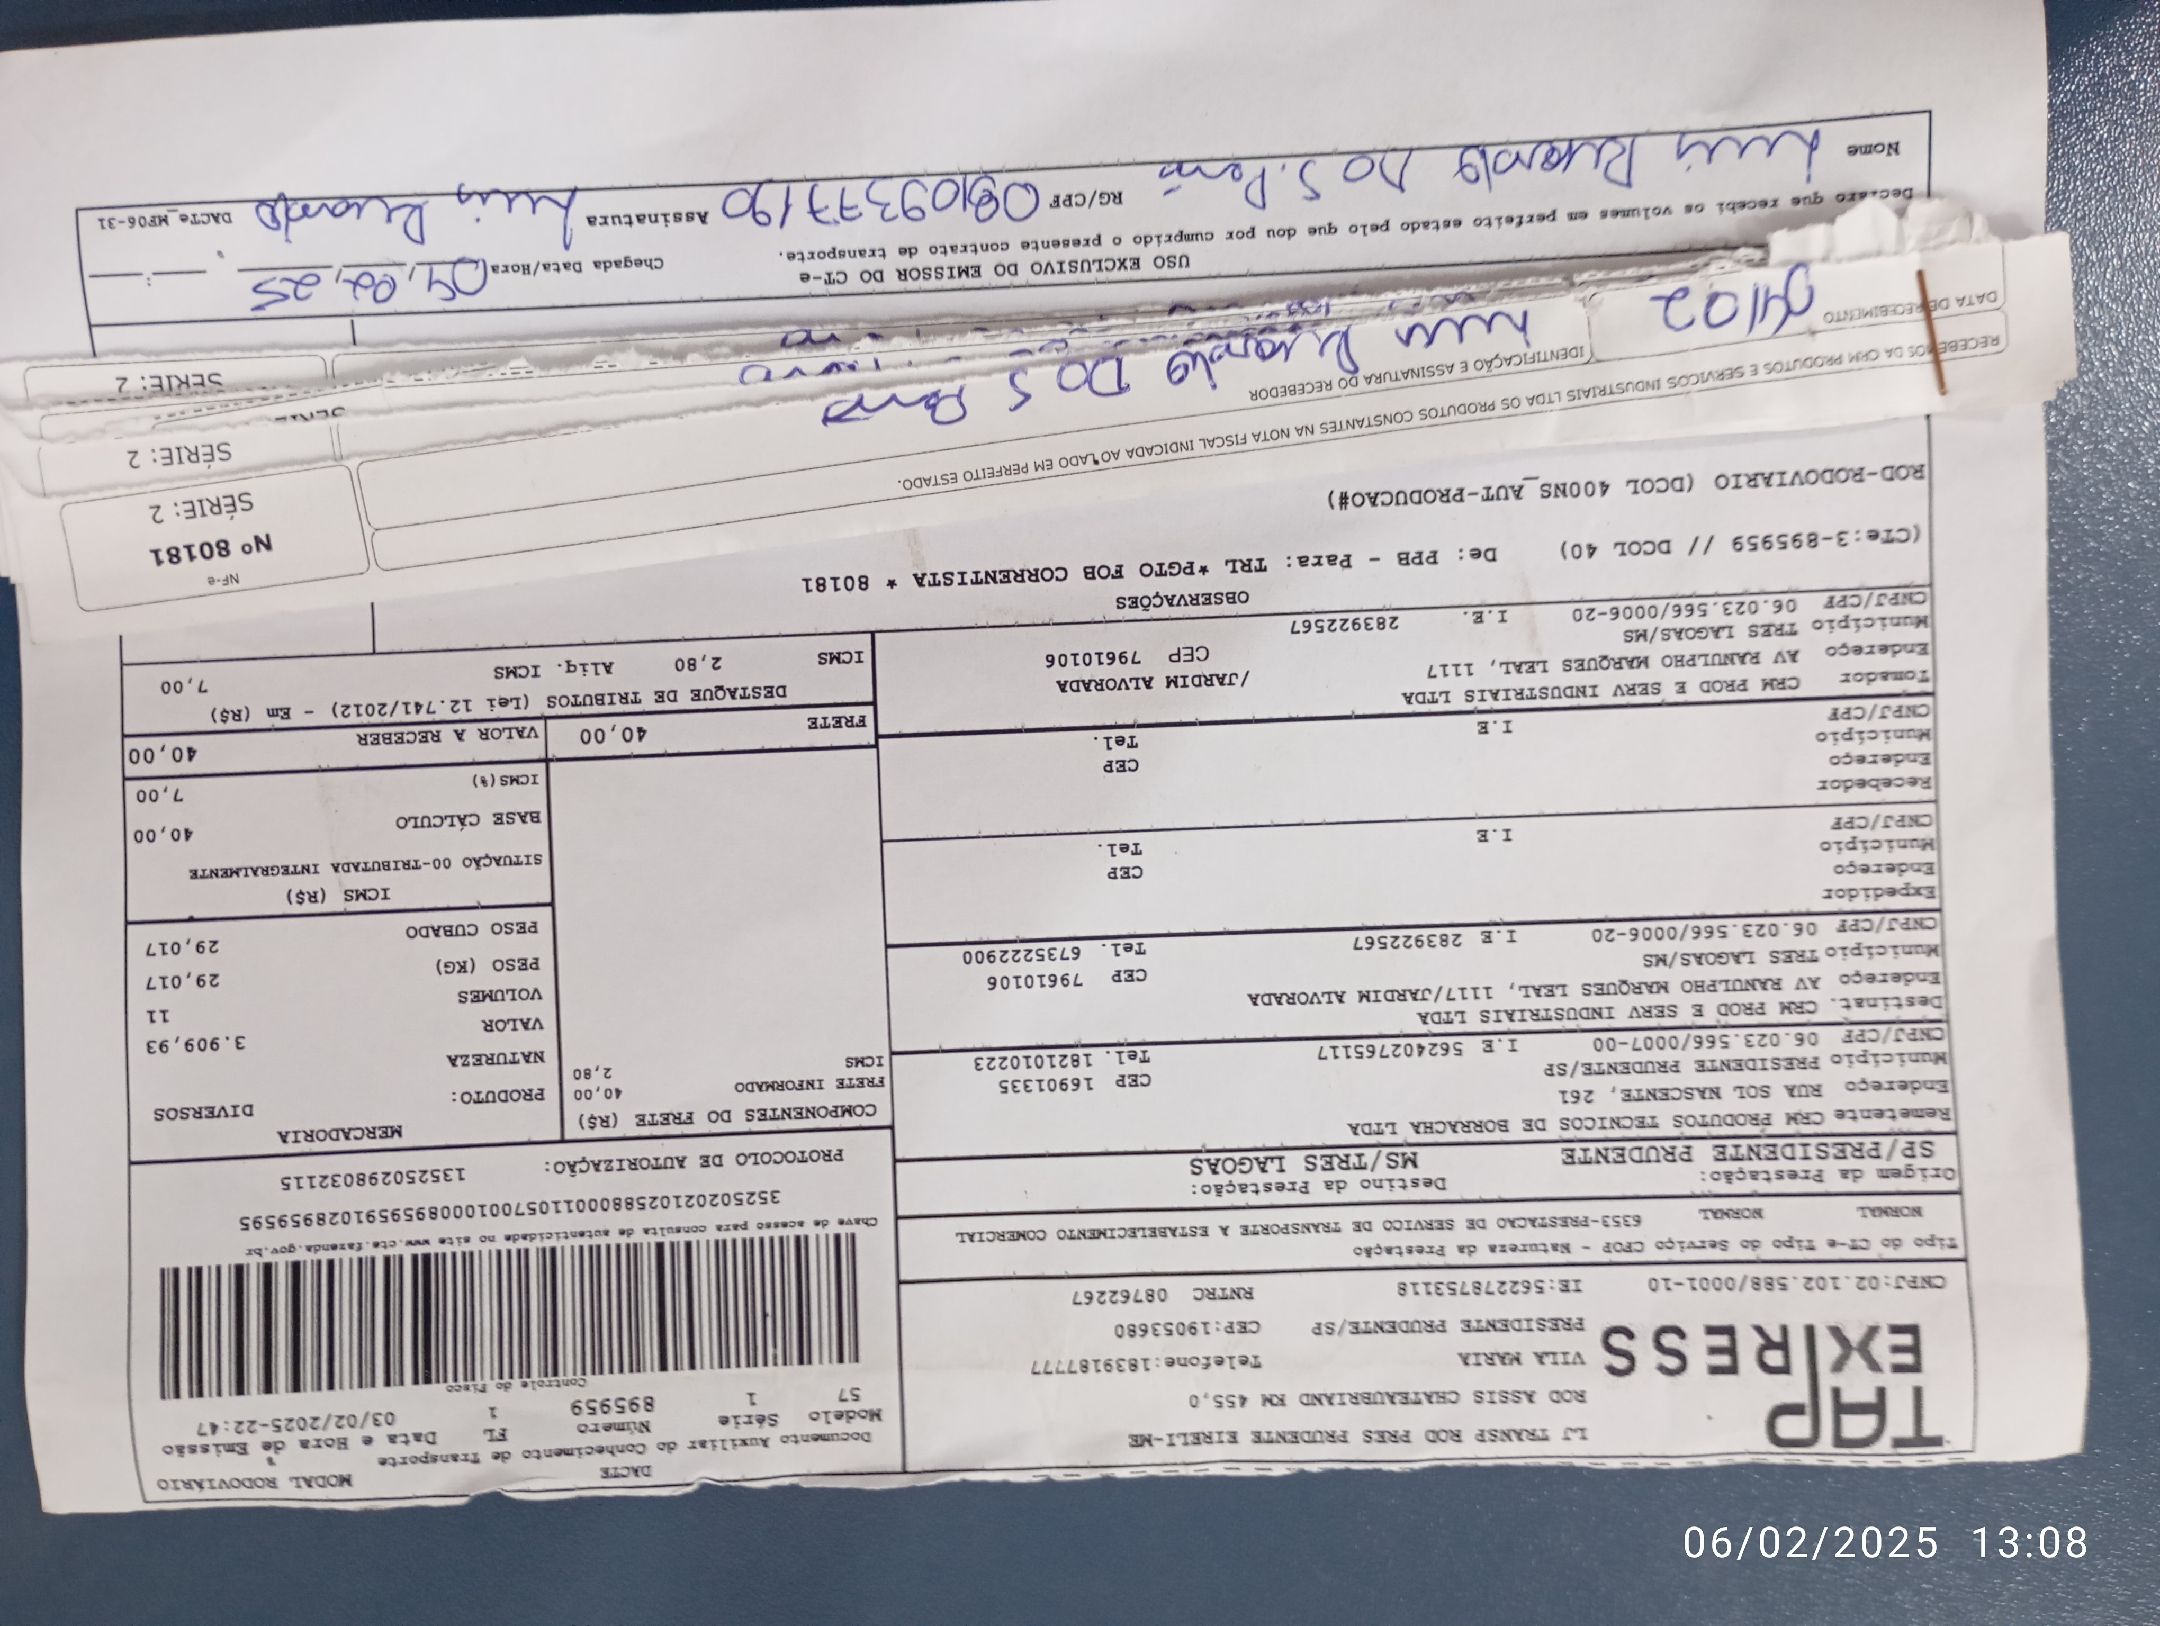 TAP EXPRESS
LJ TRANSP ROD PRES PRUDENTE EIRELI-ME
ROD ASSIS CHATEAUBRIAND KM 455,0
VILA MARIA Telefone:1839187777
PRESIDENTE PRUDENTE/SP CEP:19053680
CNPJ:02.102.588/0001-10 IE:562278753118 RNTRC 08762267
DACTE MODAL RODOVIÁRIO
Documento Auxiliar do Conhecimento de Transporte
Modelo Série Número FL Data e Hora de Emissão
57 1 895959 1 03/02/2025-22:47
Controle do Fisco
Chave de acesso para consulta de autenticidade no site www.cte.fazenda.gov.br
35250202102588000110570010008959591028959595
PROTOCOLO DE AUTORIZAÇÃO: 135250298032115
Tipo do CT-e Tipo do Serviço CFOP - Natureza da Prestação
NORMAL NORMAL 6353-PRESTACAO DE SERVICO DE TRANSPORTE A ESTABELECIMENTO COMERCIAL
Origem da Prestação: Destino da Prestação:
SP/PRESIDENTE PRUDENTE MS/TRES LAGOAS
Remetente CRM PRODUTOS TECNICOS DE BORRACHA LTDA
Endereço RUA SOL NASCENTE, 261
Município PRESIDENTE PRUDENTE/SP CEP 16901335
CNPJ/CPF 06.023.566/0007-00 I.E 562402765117 Tel. 1821010223
Destinat. CRM PROD E SERV INDUSTRIAIS LTDA
Endereço AV RANULPHO MARQUES LEAL, 1117/JARDIM ALVORADA
Município TRES LAGOAS/MS CEP 79610106
CNPJ/CPF 06.023.566/0006-20 I.E 283922567 Tel. 6735222900
Expedidor
Endereço CEP
Município Tel.
CNPJ/CPF I.E
Recebedor
Endereço CEP
Município Tel.
CNPJ/CPF I.E
Tomador CRM PROD E SERV INDUSTRIAIS LTDA
Endereço AV RANULPHO MARQUES LEAL, 1117 /JARDIM ALVORADA
Município TRES LAGOAS/MS CEP 79610106
CNPJ/CPF 06.023.566/0006-20 I.E. 283922567
COMPONENTES DO FRETE (R$)
FRETE INFORMADO 40,00
ICMS 2,80
MERCADORIA
PRODUTO: DIVERSOS
NATUREZA
VALOR 3.909,93
VOLUMES 11
PESO (KG) 29,017
PESO CUBADO 29,017
ICMS (R$)
SITUAÇÃO 00-TRIBUTADA INTEGRALMENTE
BASE CÁLCULO 40,00
ICMS(%) 7,00
FRETE 40,00 VALOR A RECEBER 40,00
DESTAQUE DE TRIBUTOS (Lei 12.741/2012) - Em (R$)
ICMS 2,80 Aliq. ICMS 7,00
OBSERVAÇÕES
(CTe:3-895959 // DCOL 40) De: PPB - Para: TRL *PGTO FOB CORRENTISTA * 80181
ROD-RODOVIARIO (DCOL 400NS_AUT-PRODUCAO#)
NF-e
Nº 80181
SÉRIE: 2
SÉRIE: 2
SÉRIE: 2
RECEBEMOS DA CRM PRODUTOS E SERVICOS INDUSTRIAIS LTDA OS PRODUTOS CONSTANTES NA NOTA FISCAL INDICADA AO LADO EM PERFEITO ESTADO.
DATA DE RECEBIMENTO IDENTIFICAÇÃO E ASSINATURA DO RECEBEDOR
04/02 DO S
USO EXCLUSIVO DO EMISSOR DO CT-e Chegada Data/Hora 04,02,25
Declaro que recebi os volumes em perfeito estado pelo que dou por cumprido o presente contrato de transporte.
Nome Luis DO S. RG/CPF 08109377190 Assinatura Luis DACTe_MF06-31
06/02/2025 13:08